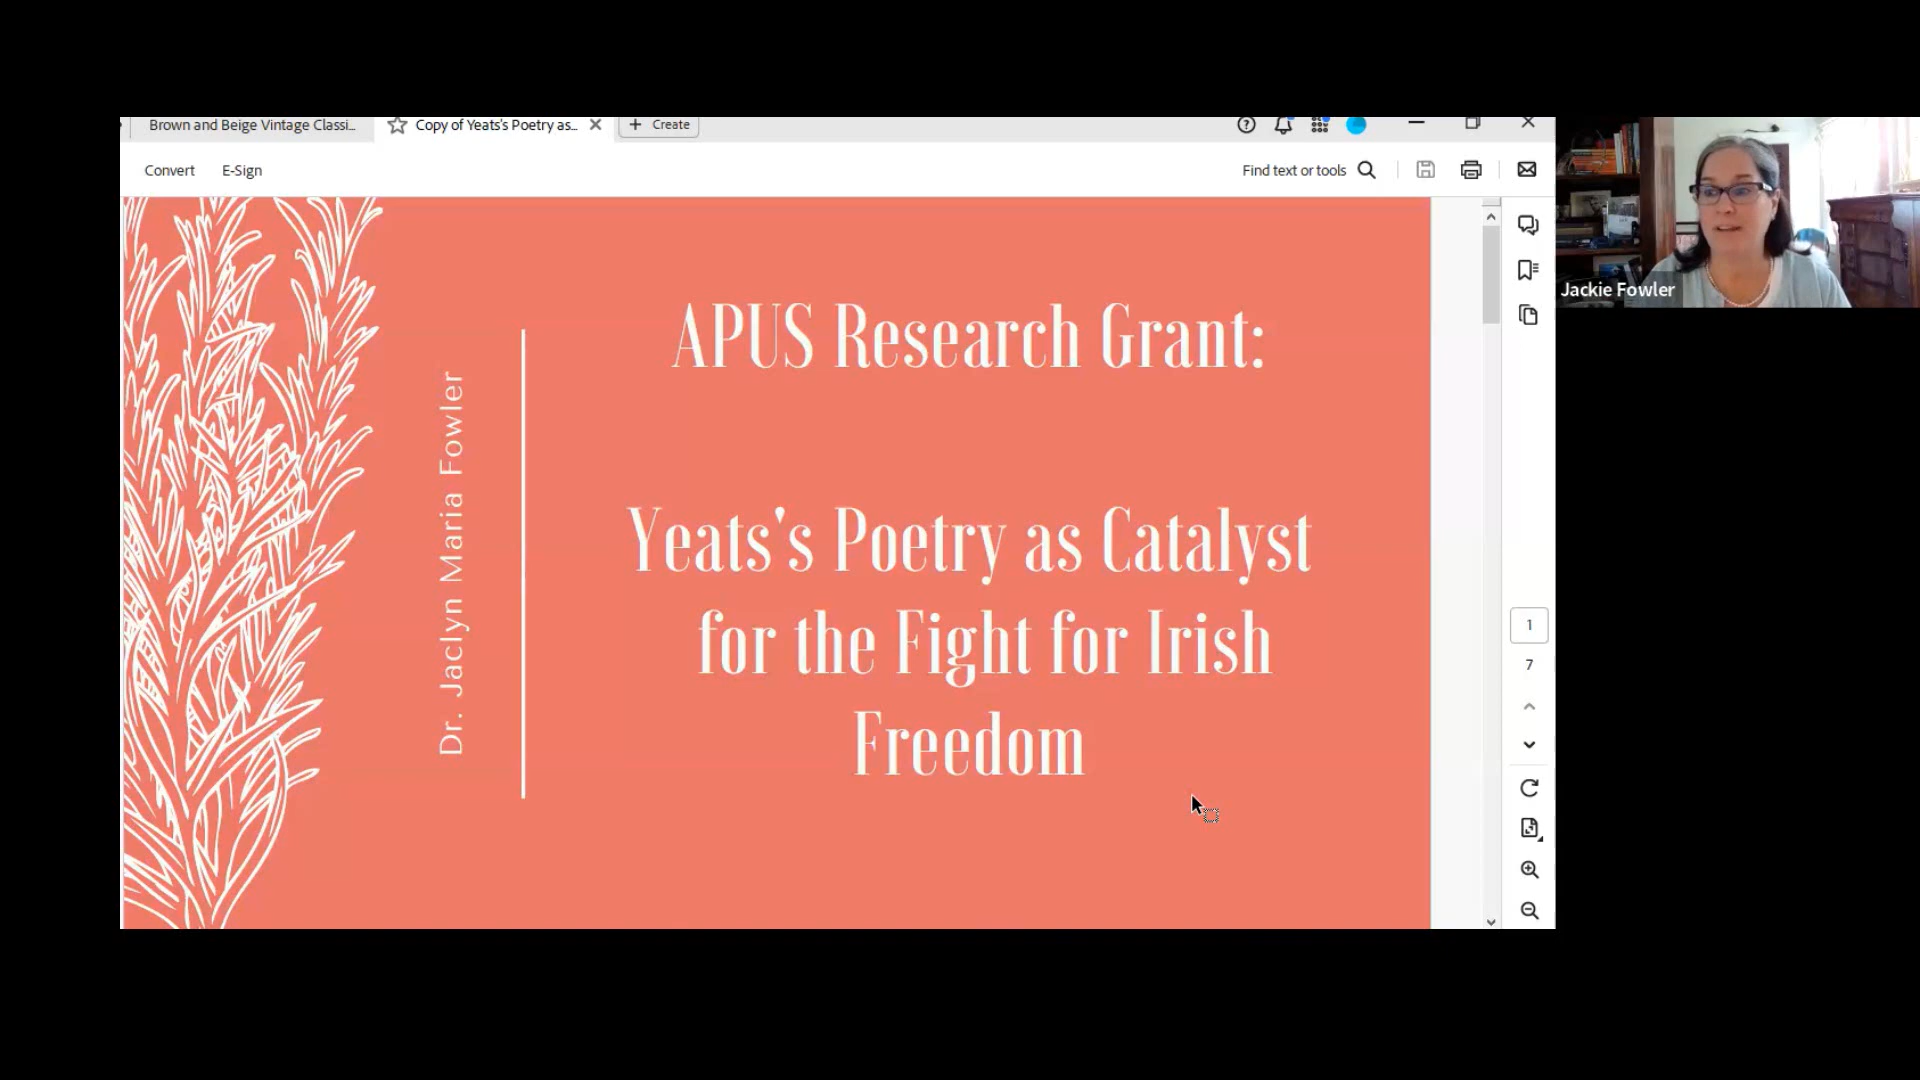 Brown and Beige Vintage Classi...
Copy of Yeats's Poetry as...
Create
Convert
E-Sign
Find text or tools
Jackie Fowler
Dr. Jaclyn Maria Fowler
APUS Research Grant:
Yeats's Poetry as Catalyst
for the Fight for Irish
Freedom
1
7